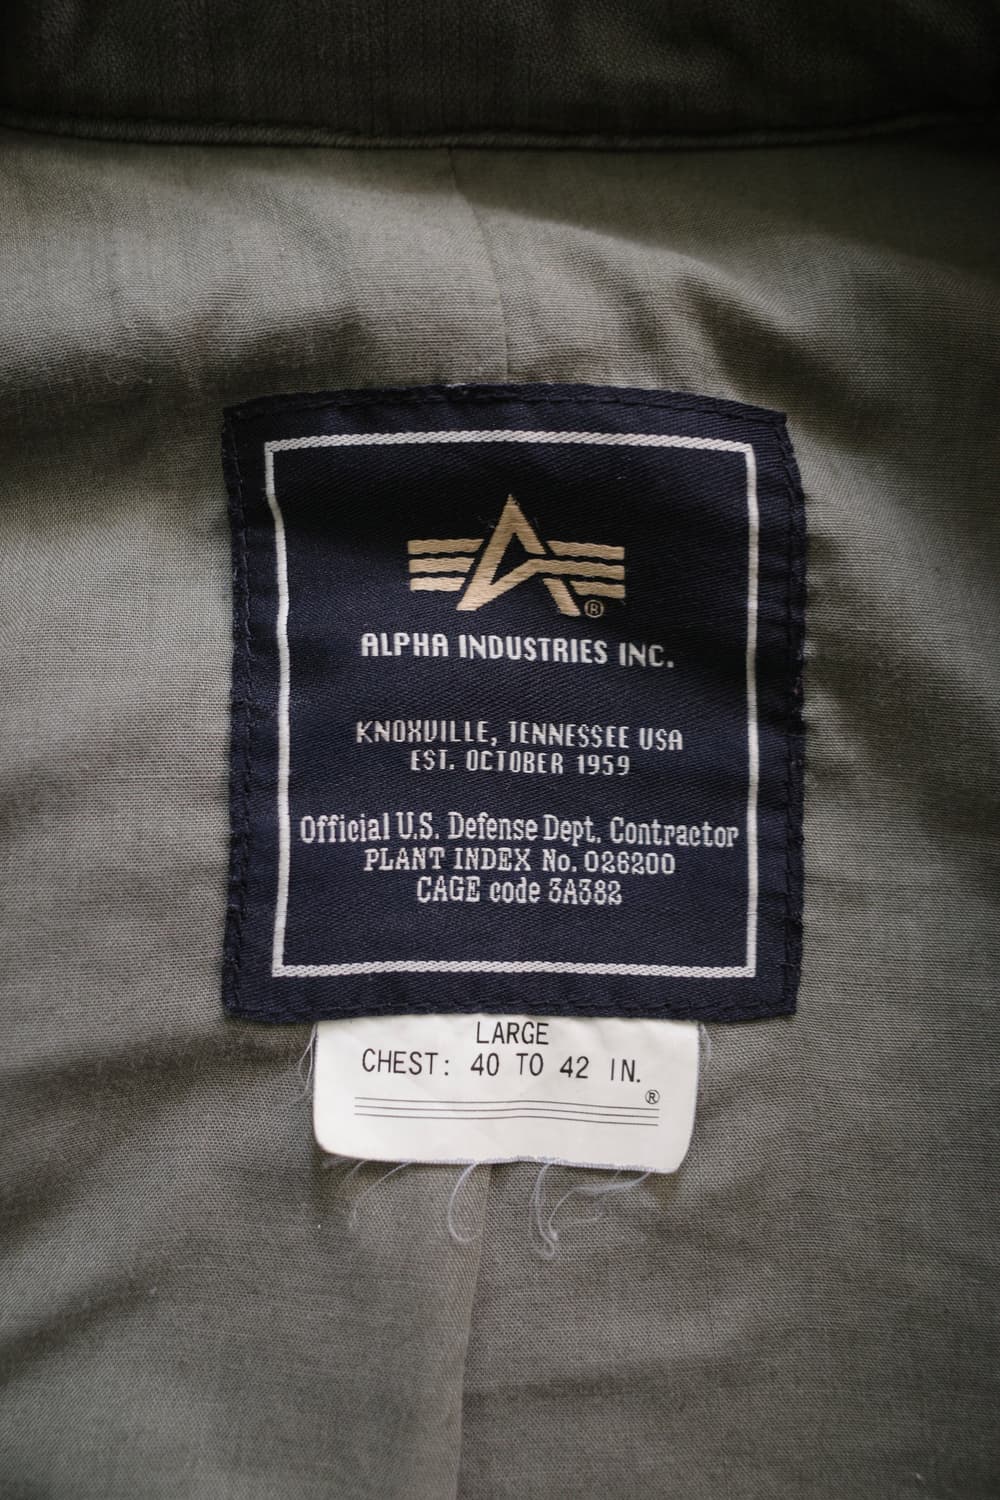 ®
ALPHA INDUSTRIES INC.
KNOXVILLE, TENNESSEE USA
EST. OCTOBER 1959
Official U.S. Defense Dept. Contractor
PLANT INDEX No. 026200
CAGE code 3A382
LARGE
CHEST: 40 TO 42 IN.
®